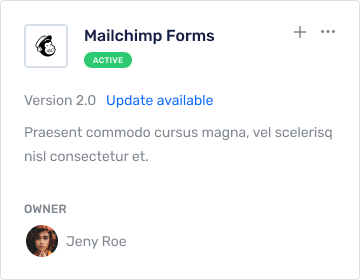 Mailchimp Forms
ACTIVE
Version 2.0 Update available
Praesent commodo cursus magna, vel scelerisq
nisl consectetur et.
OWNER
Jeny Roe